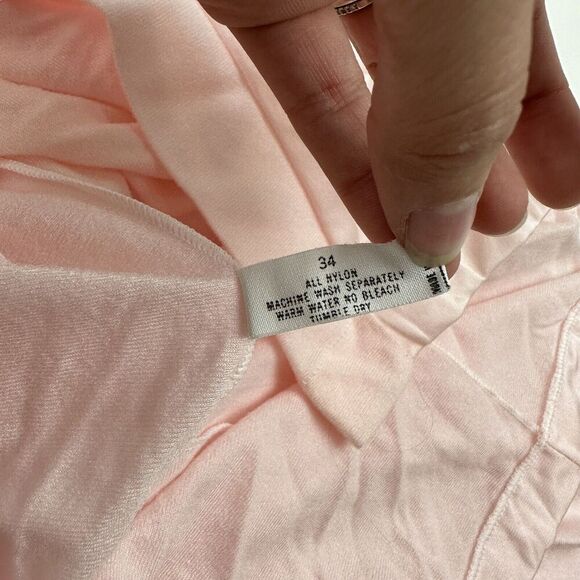 34
ALL NYLON
MACHINE WASH SEPARATELY
WARM WATER NO BLEACH
TUMBLE DRY